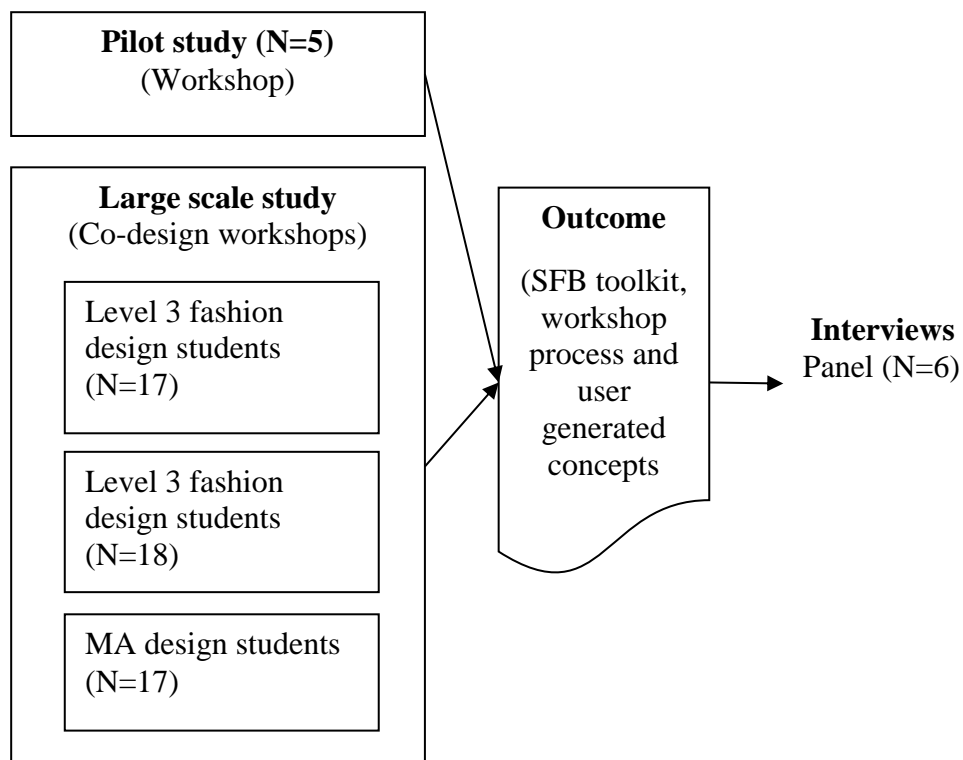 Pilot study (N=5)
(Workshop)
Large scale study
(Co-design workshops)
Level 3 fashion
design students
(N=17)
Level 3 fashion
design students
(N=18)
MA design students
(N=17)
Outcome
(SFB toolkit,
workshop
process and
user
generated
concepts
Interviews
Panel (N=6)